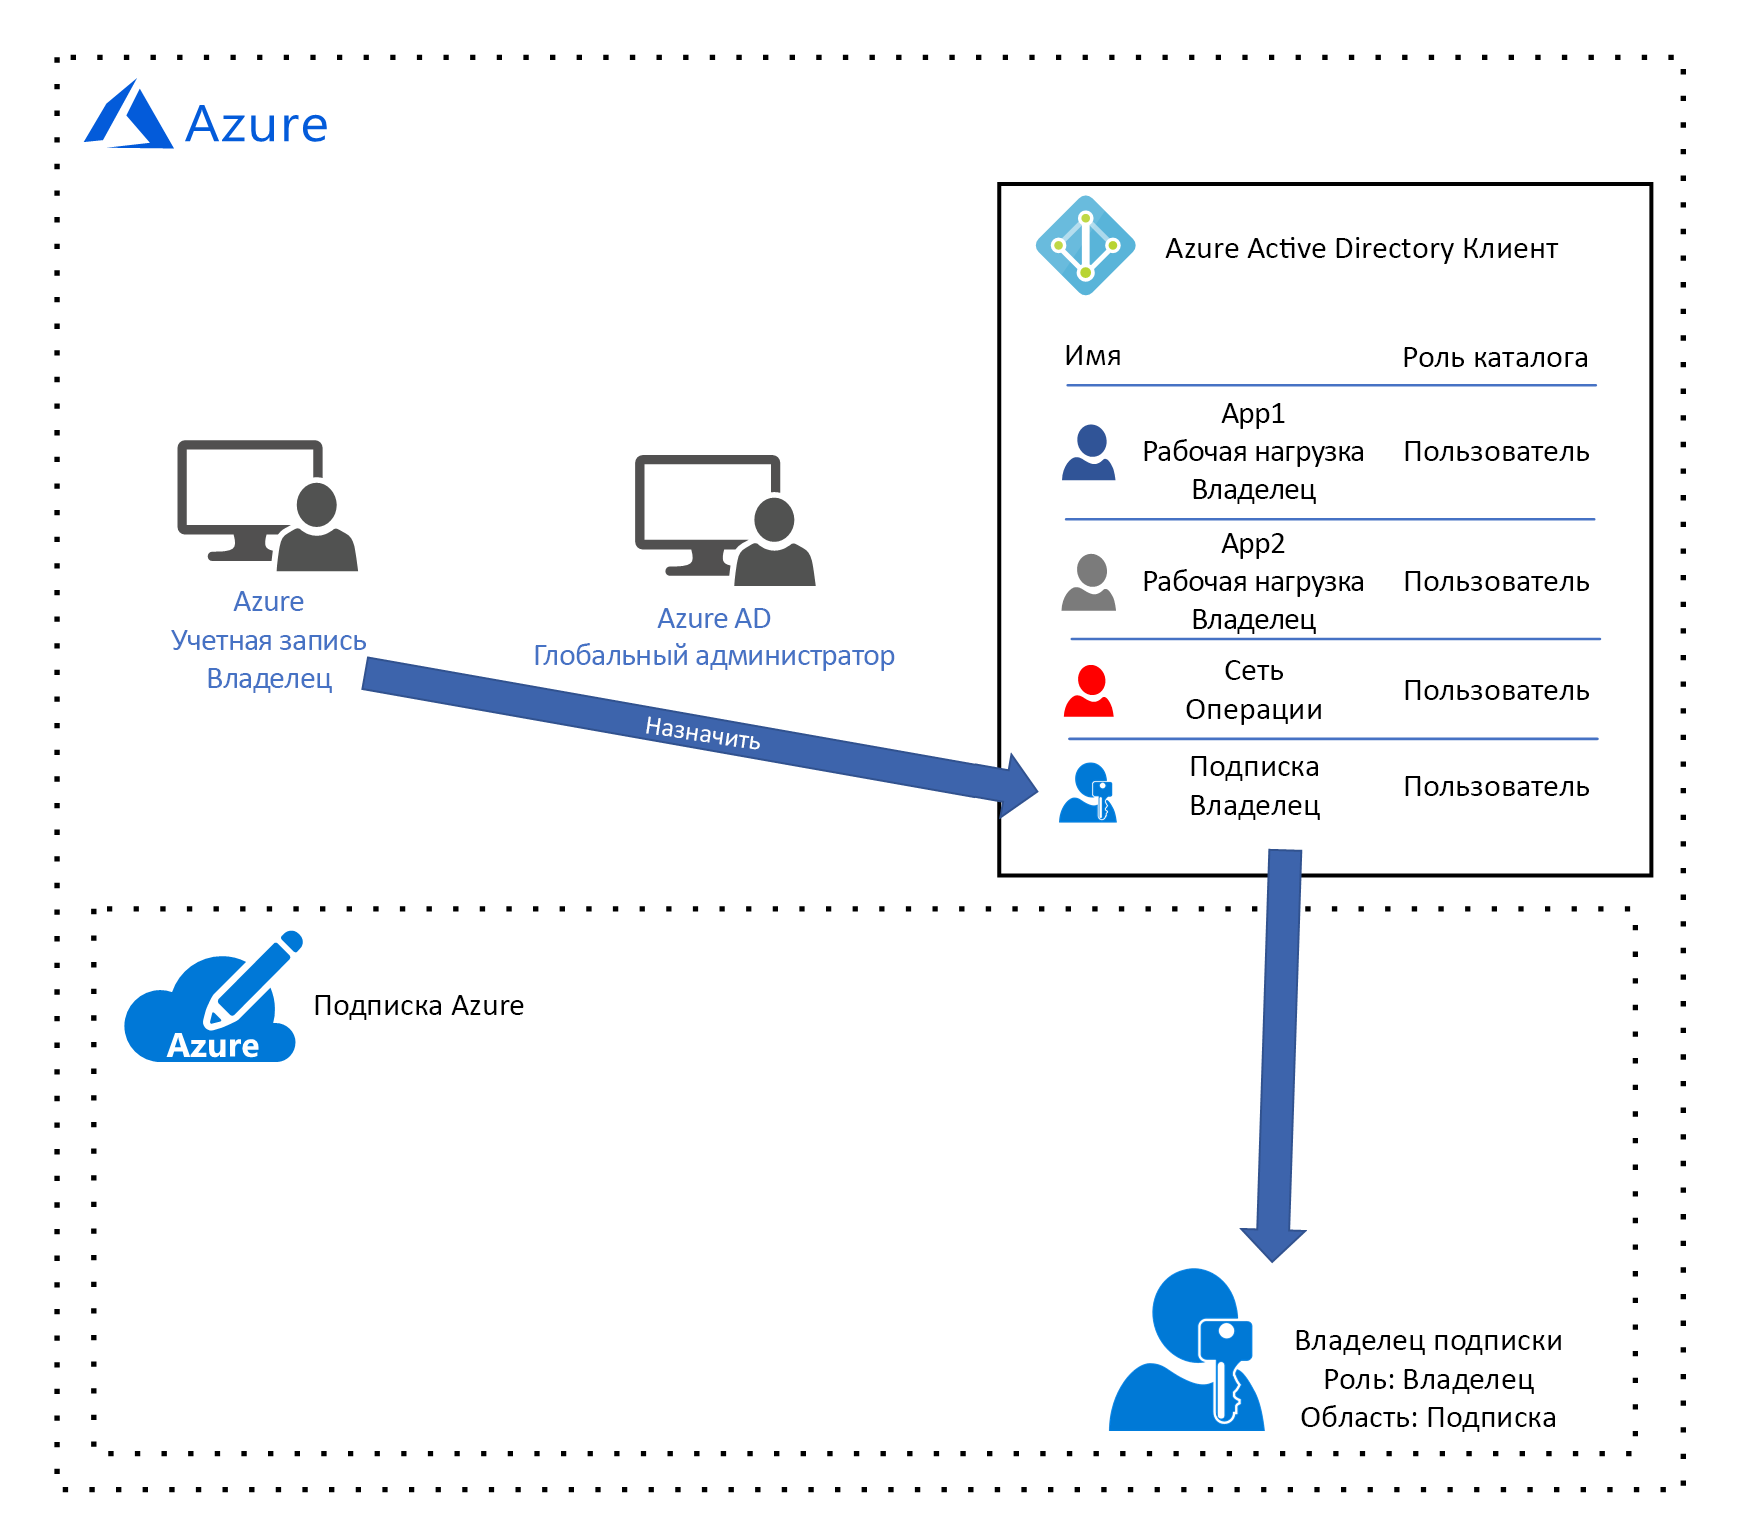 Azure
Azure Active Directory Клиент
Имя
Роль каталога
App1
Рабочая нагрузка
Владелец
Пользователь
App2
Рабочая нагрузка
Владелец
Пользователь
Сеть
Операции
Пользователь
Подписка
Владелец
Пользователь
Azure
Учетная запись
Владелец
Azure AD
Глобальный администратор
Назначить
Azure
Подписка Azure
Владелец подписки
Роль: Владелец
Область: Подписка